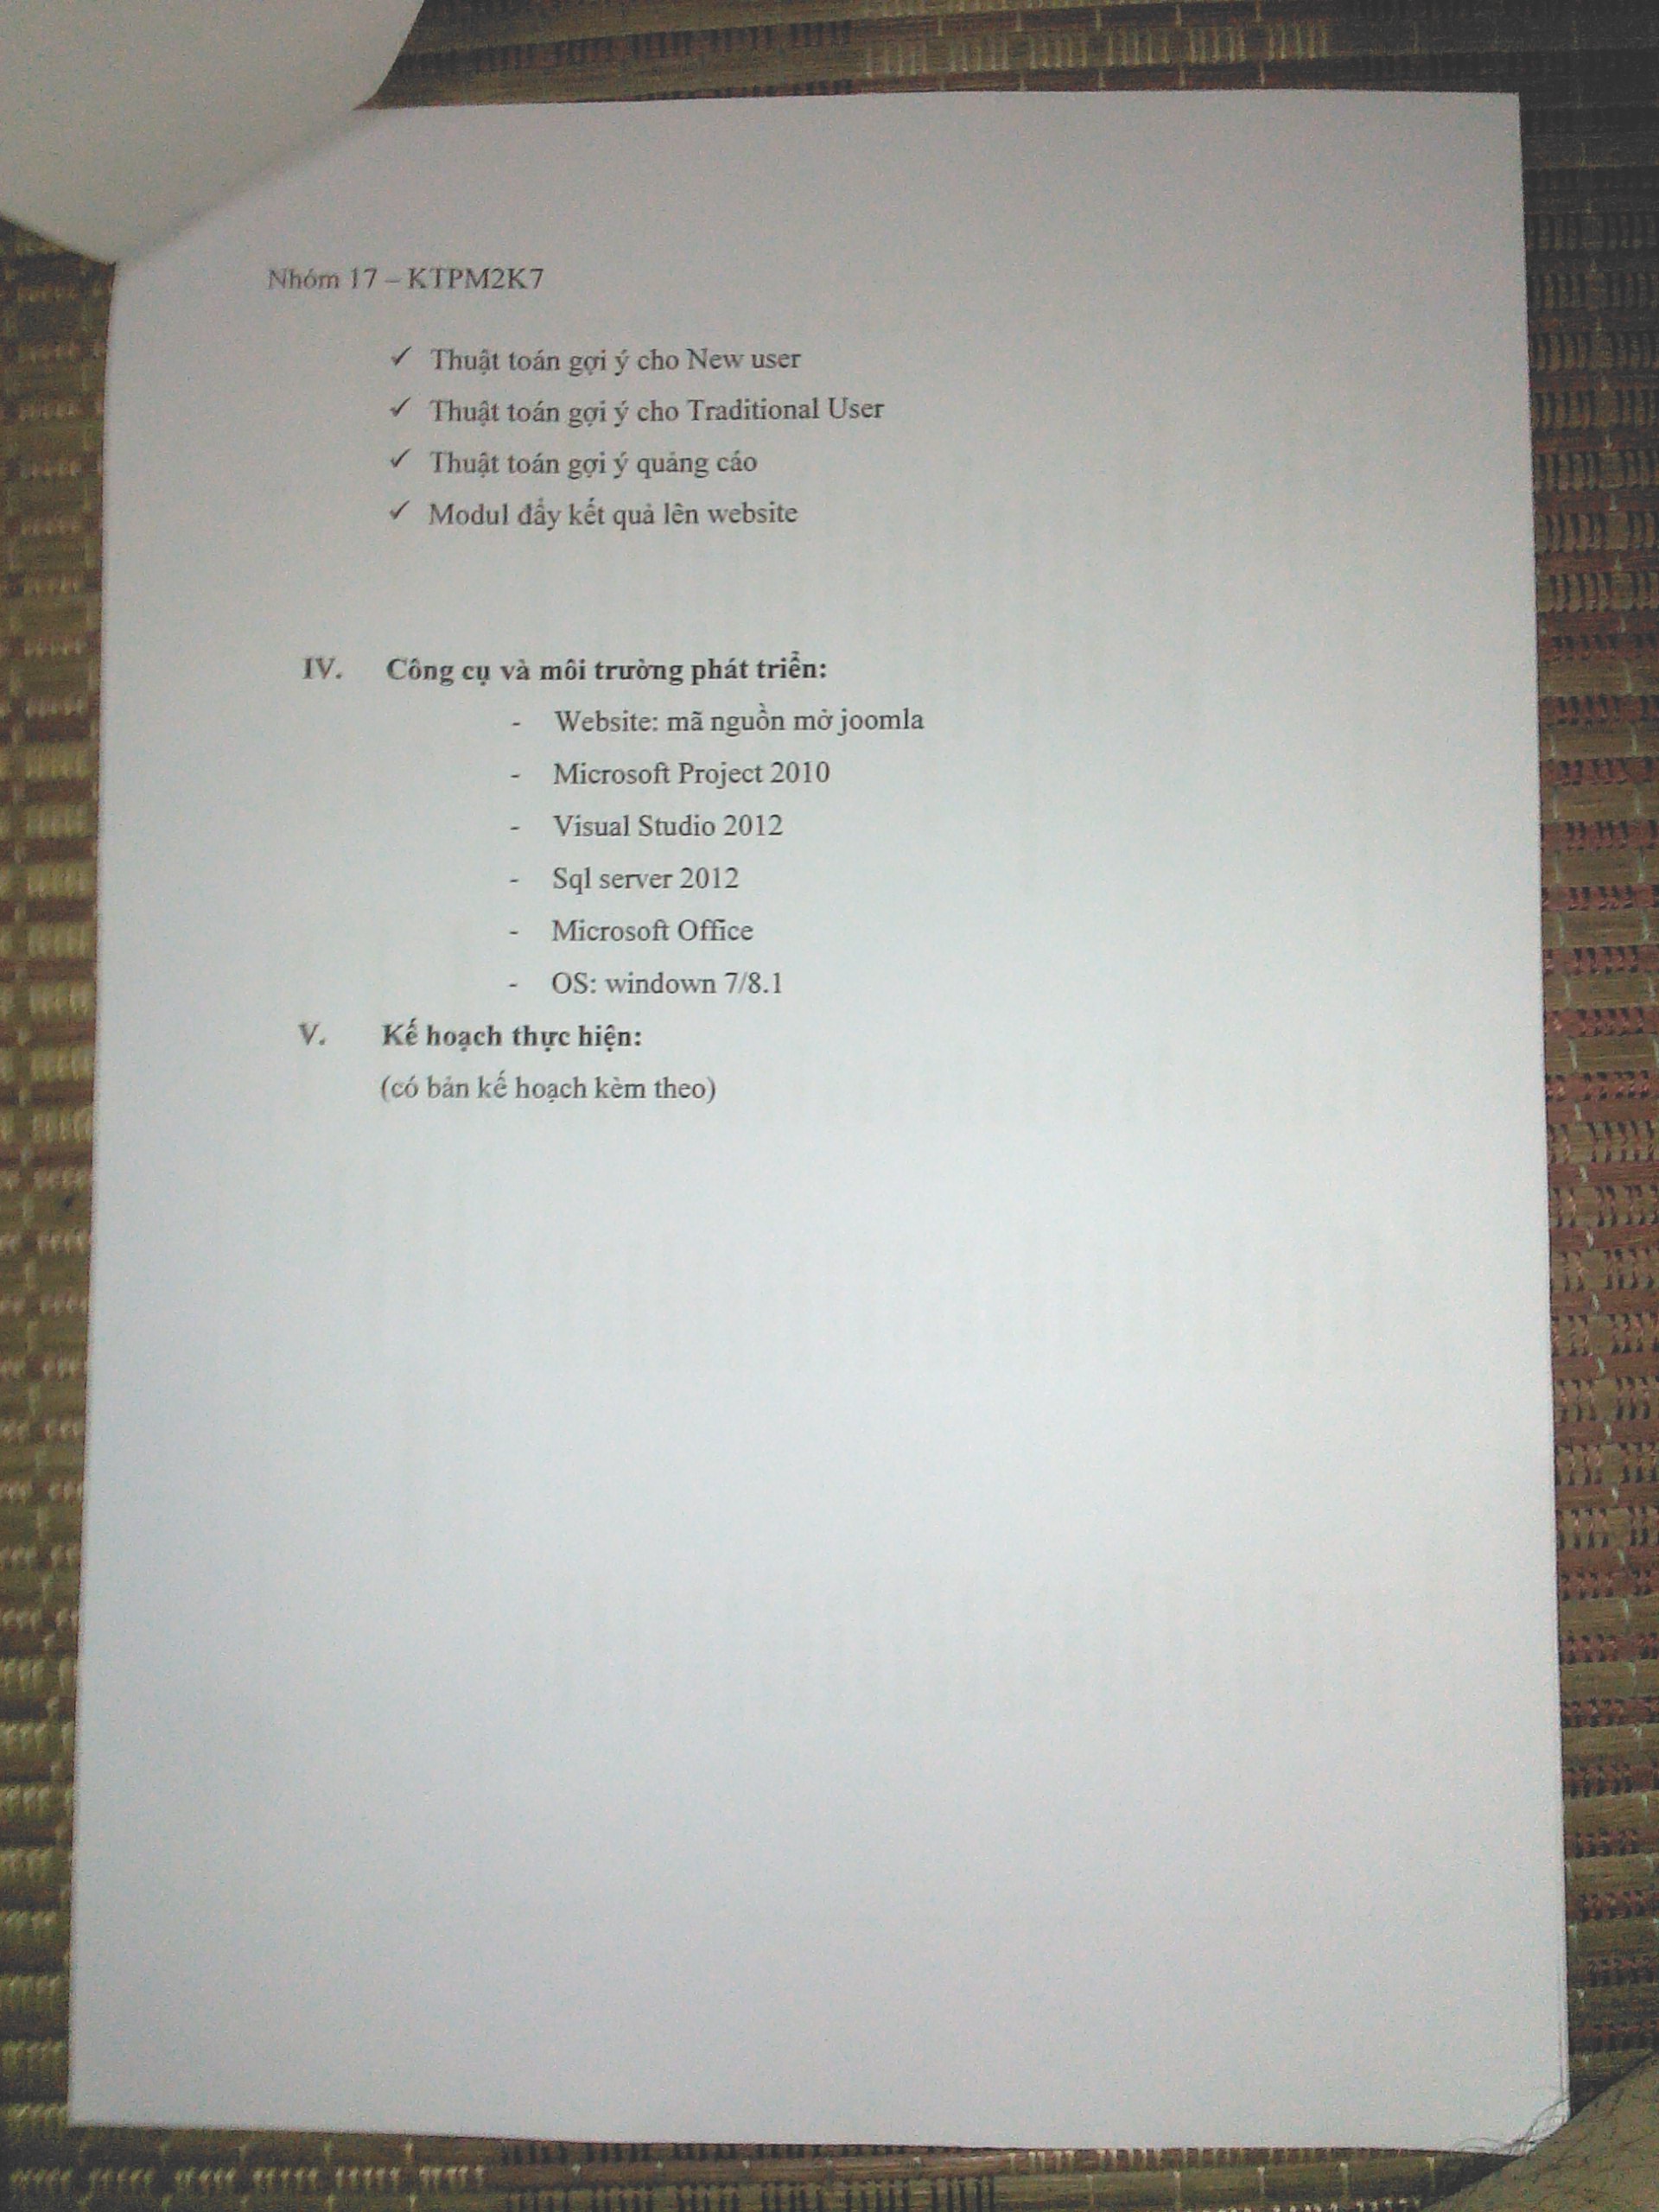 Nhóm 17 – KTPM2K7
✓ Thuật toán gợi ý cho New user
✓ Thuật toán gợi ý cho Traditional User
✓ Thuật toán gợi ý quảng cáo
✓ Modul đẩy kết quả lên website
IV. Công cụ và môi trường phát triển:
- Website: mã nguồn mở joomla
- Microsoft Project 2010
- Visual Studio 2012
- Sql server 2012
- Microsoft Office
- OS: windown 7/8.1
V. Kế hoạch thực hiện:
(có bản kế hoạch kèm theo)